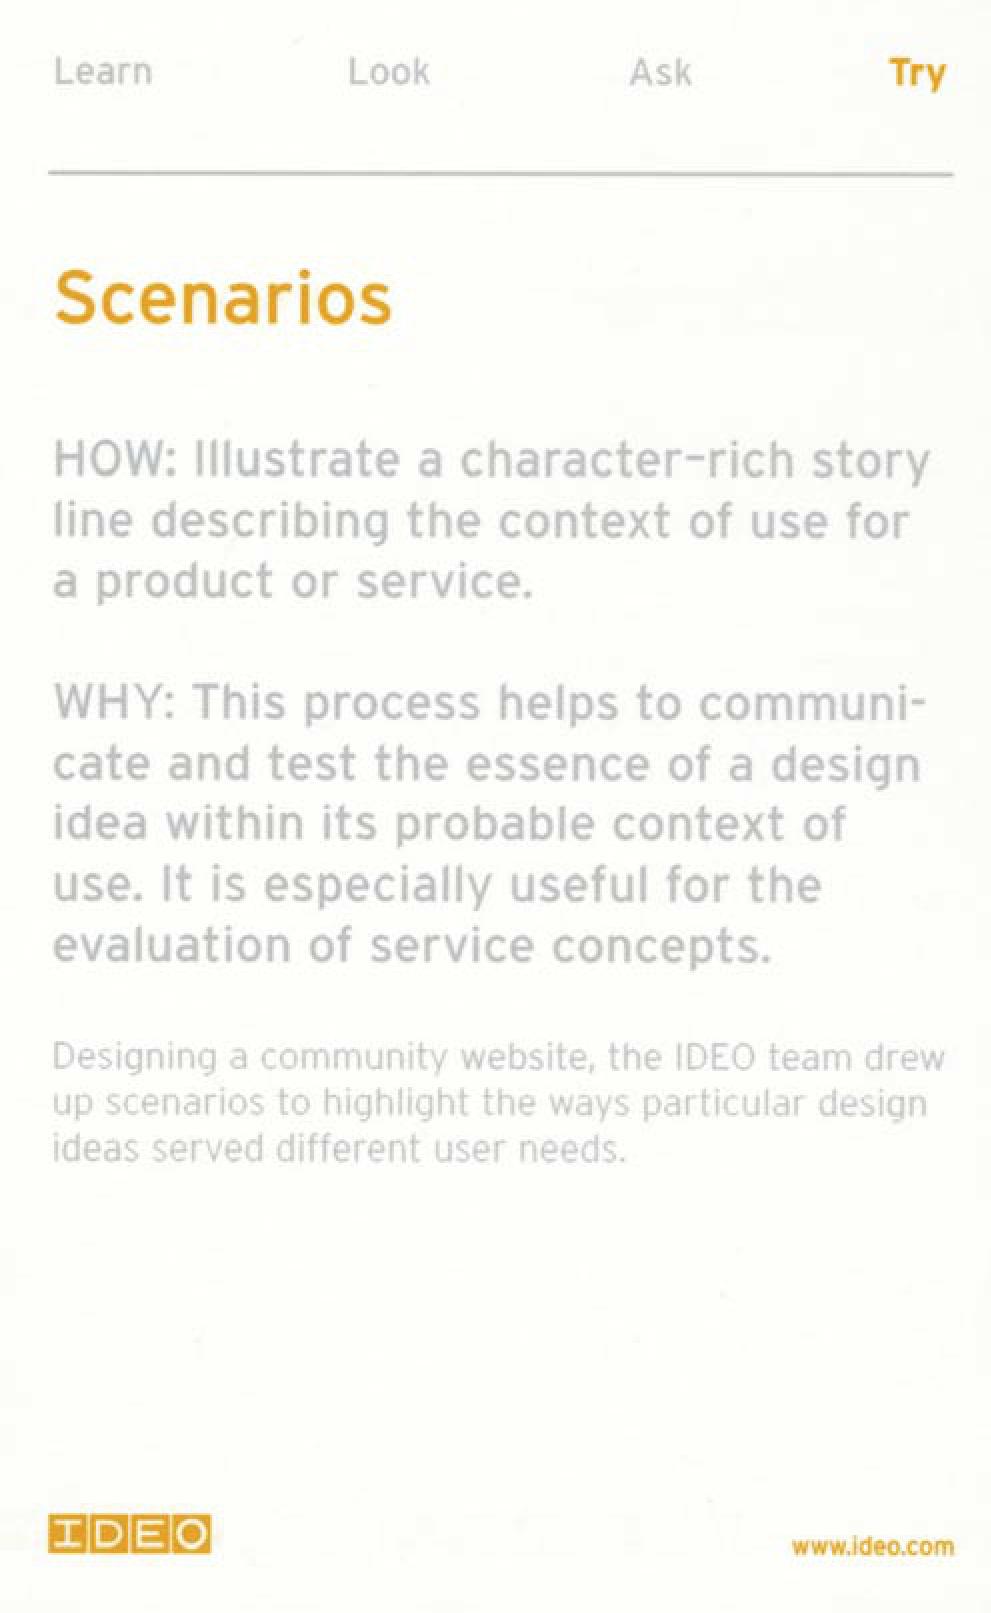 Learn Look Ask Try
Scenarios
HOW: Illustrate a character-rich story
line describing the context of use for
a product or service.
WHY: This process helps to communi-
cate and test the essence of a design
idea within its probable context of
use. It is especially useful for the
evaluation of service concepts.
Designing a community website, the IDEO team drew
up scenarios to highlight the ways particular design
ideas served different user needs.
IDEO
www.ideo.com